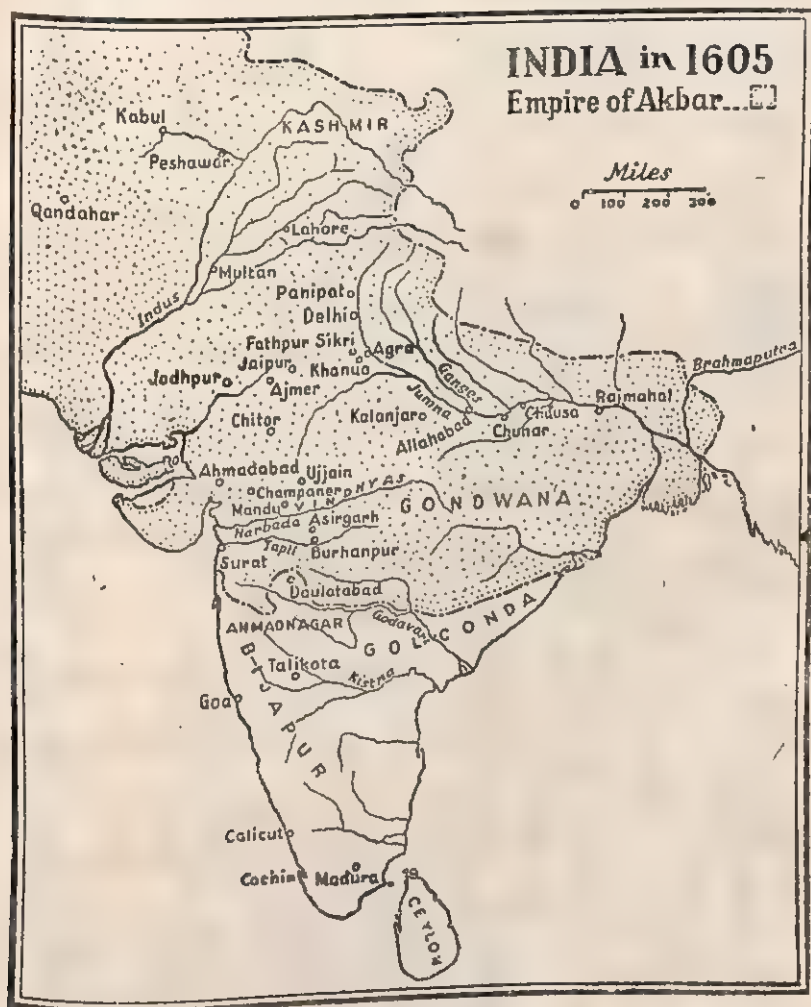 INDIA in 1605
Empire of Akbar...
Miles
0 100 200 300
Kabul
KASHMIR
Peshawar
Qandahar
Lahore
Multan
Indus
Panipat
Delhi
Fathpur Sikri
Agra
Jaipur
Khanua
Jodhpur
Ajmer
Ganges
Jumna
Brahmaputra
Rajmahal
Chausa
Chunar
Allahabad
Kalanjar
Chitor
Ahmadabad
Ujjain
Champaner
VINDHYAS
Mandu
GONDWANA
Narbada
Asirgarh
Tapti
Burhanpur
Surat
Daulatabad
AHMADNAGAR
Godavari
GOLCONDA
BIJAPUR
Talikota
Kistna
Goa
Calicut
Cochin
Madura
CEYLON